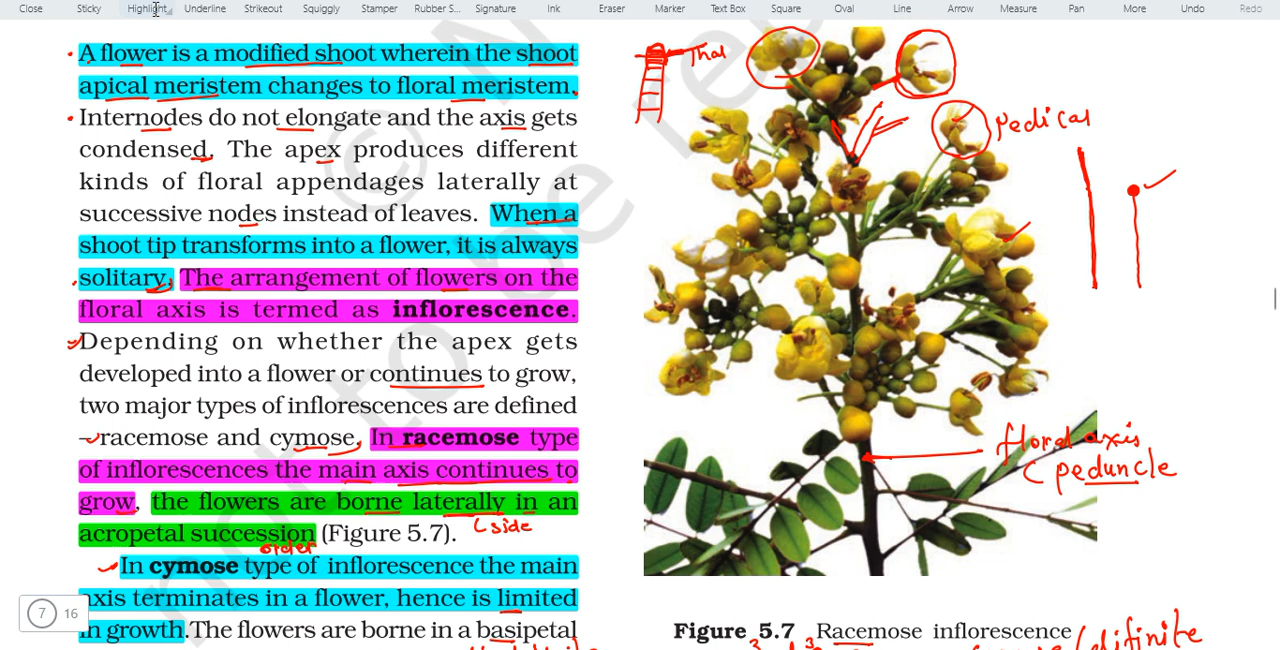 Close Sticky Highlight Underline Strikeout Squiggly Stamper Rubber S... Signature Ink Eraser Marker Text Box Square Oval Line Arrow Measure Pan More Undo Redo
A flower is a modified shoot wherein the shoot
apical meristem changes to floral meristem.
Internodes do not elongate and the axis gets
condensed. The apex produces different
kinds of floral appendages laterally at
successive nodes instead of leaves. When a
shoot tip transforms into a flower, it is always
solitary. The arrangement of flowers on the
floral axis is termed as inflorescence.
Depending on whether the apex gets
developed into a flower or continues to grow,
two major types of inflorescences are defined
– racemose and cymose. In racemose type
of inflorescences the main axis continues to
grow, the flowers are borne laterally in an
(side
acropetal succession (Figure 5.7).
order
In cymose type of inflorescence the main
axis terminates in a flower, hence is limited
in growth.The flowers are borne in a basipetal
7 16
Thal
Pedical
floral axis
(peduncle
Figure 5.7 Racemose inflorescence
/difinite